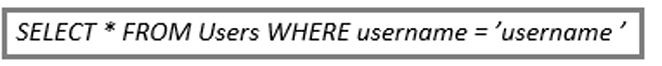 SELECT * FROM Users WHERE username = ’username ’